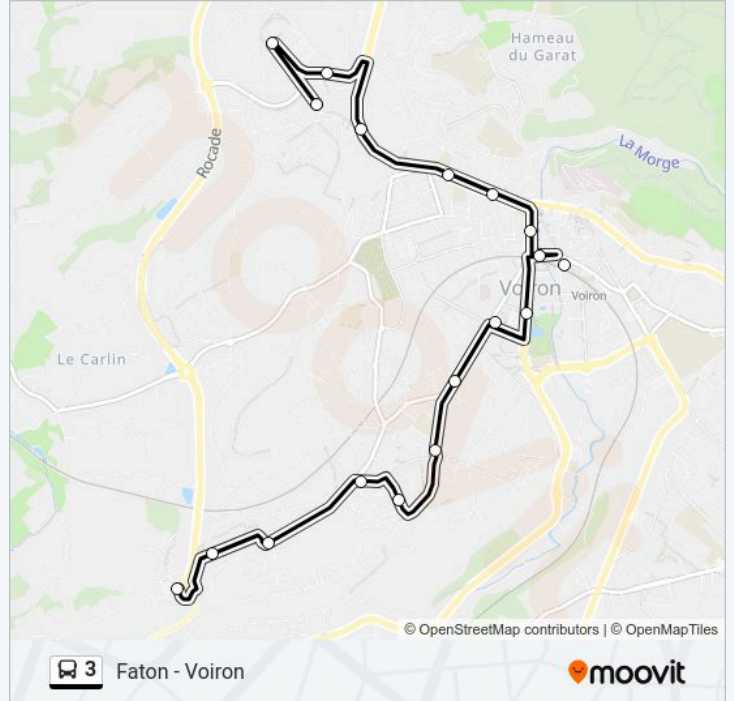 Hameau
du Garat
La Morge
Rocade
Voiron
Voiron
Le Carlin
© OpenStreetMap contributors | © OpenMapTiles
3 Faton - Voiron
moovit